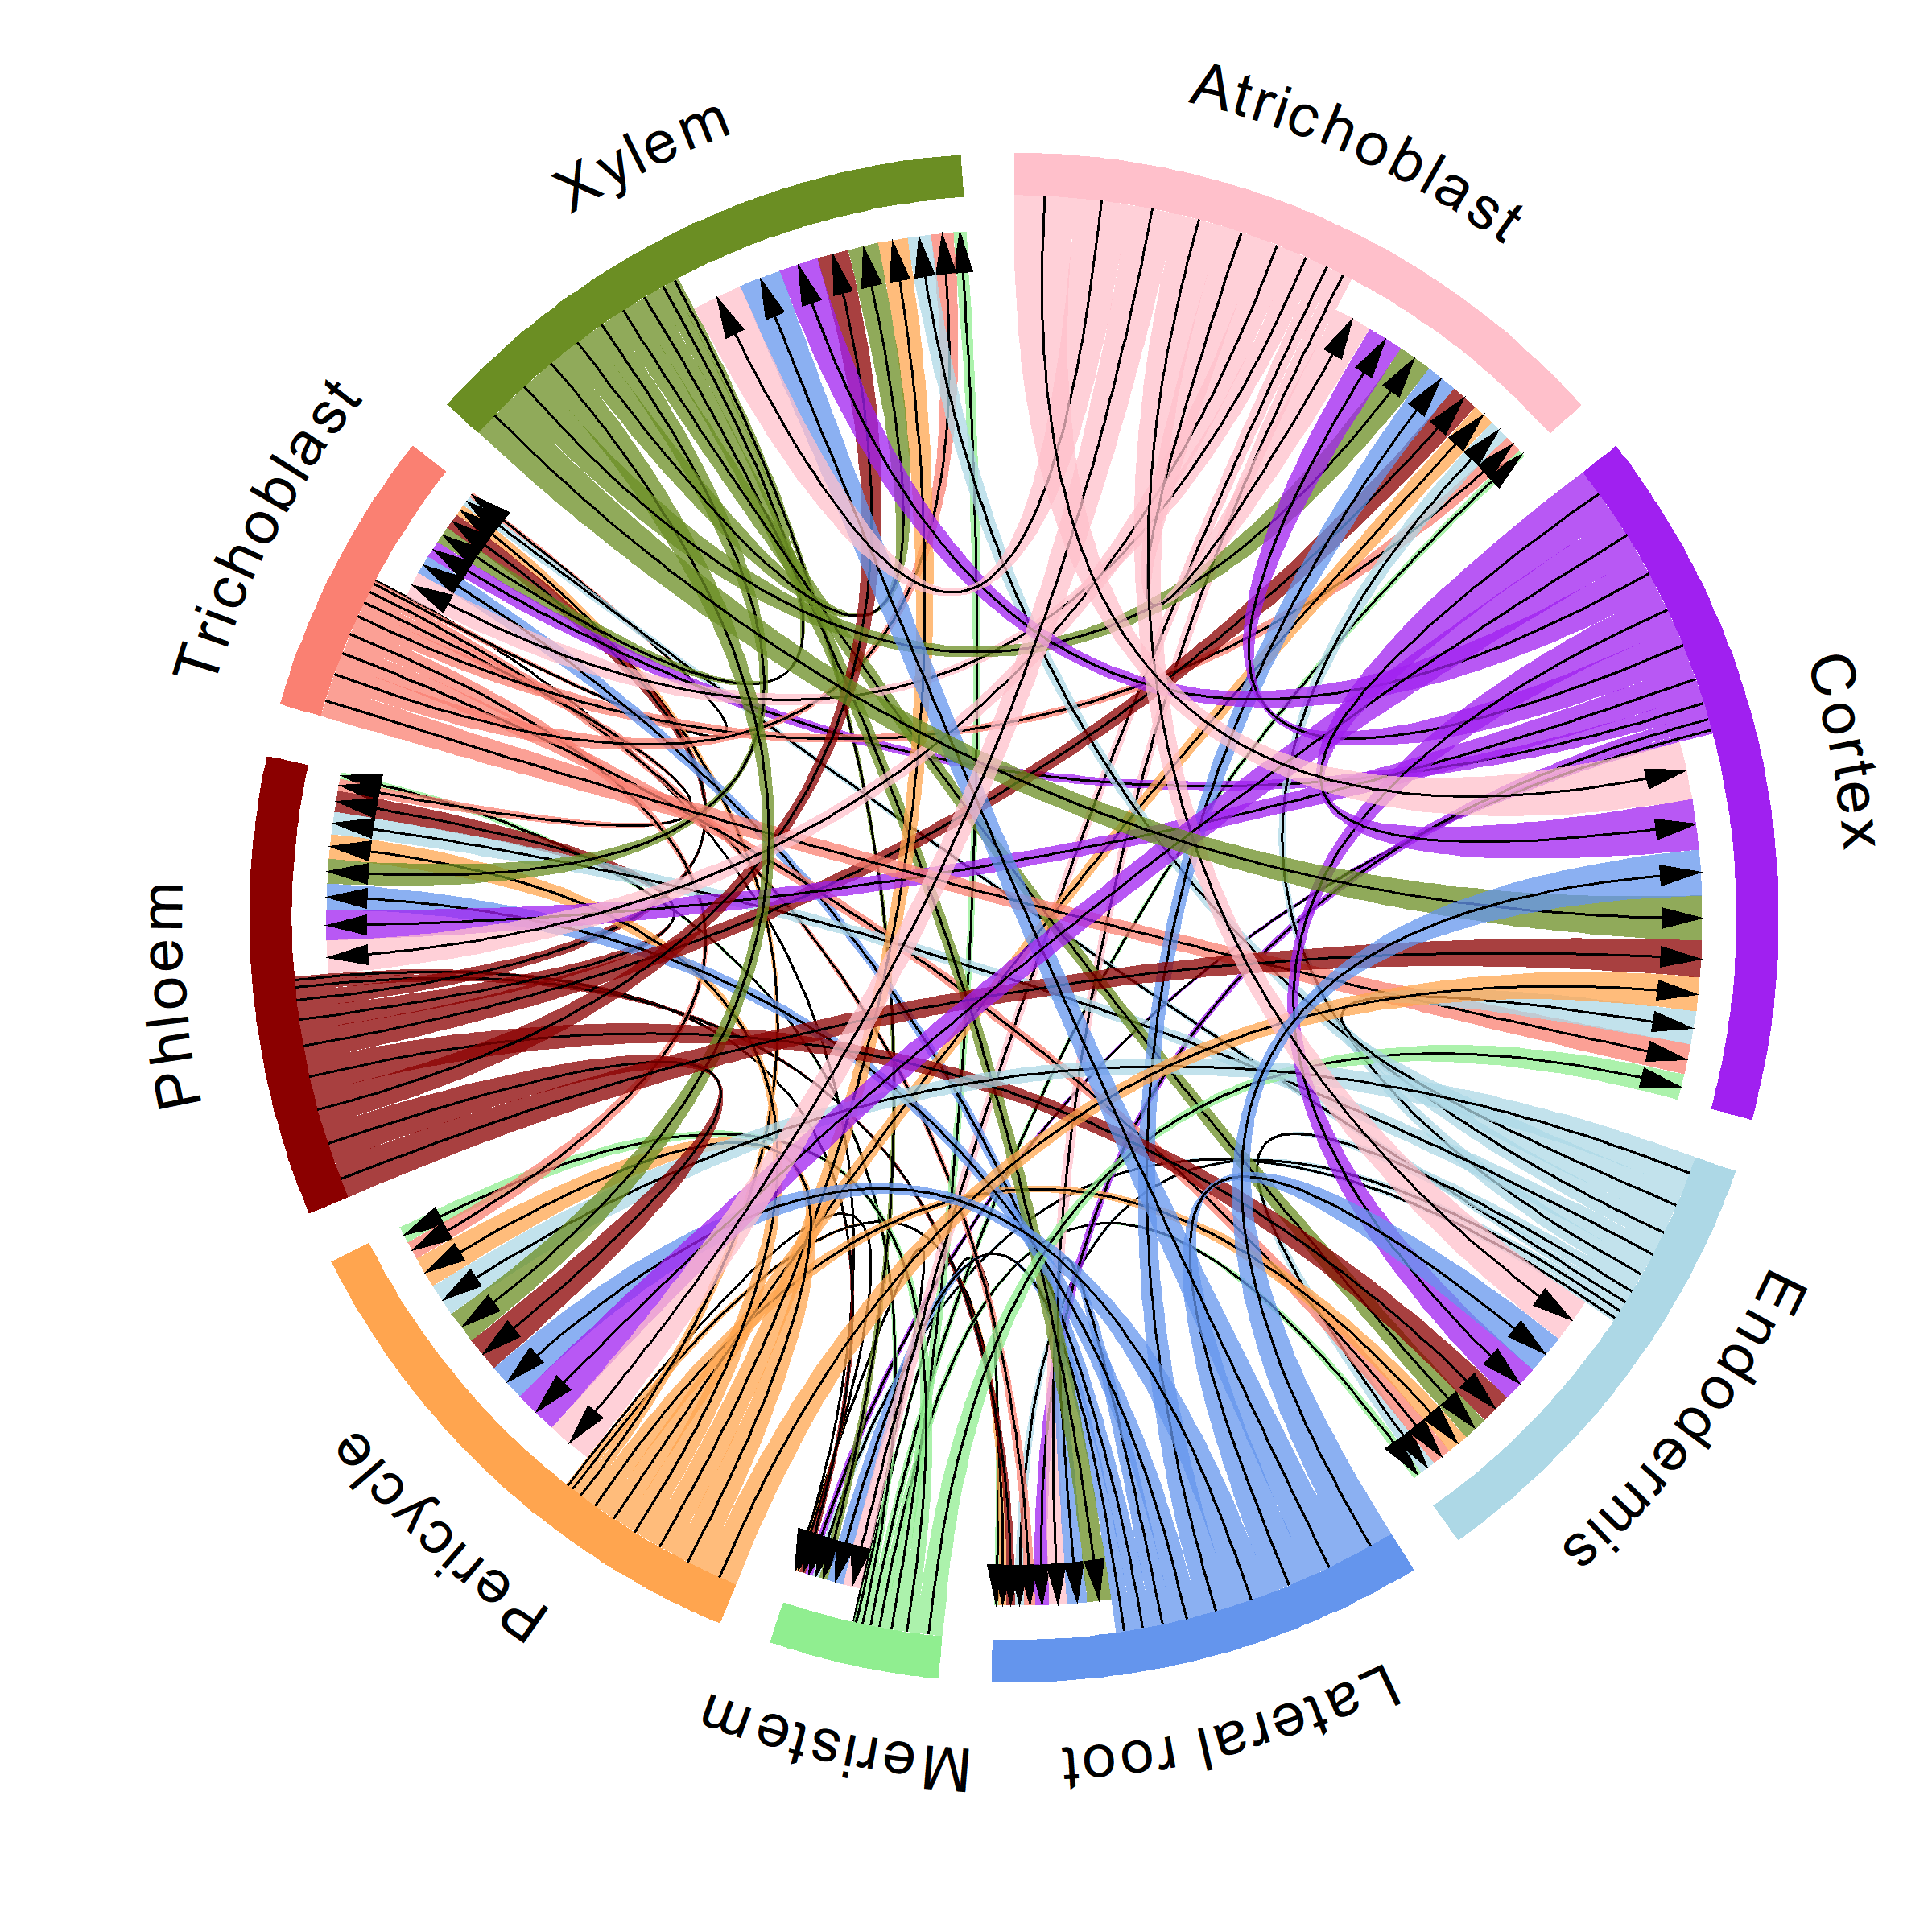 Atrichoblast
Cortex
Endodermis
Lateral root
Meristem
Pericycle
Phloem
Trichoblast
Xylem